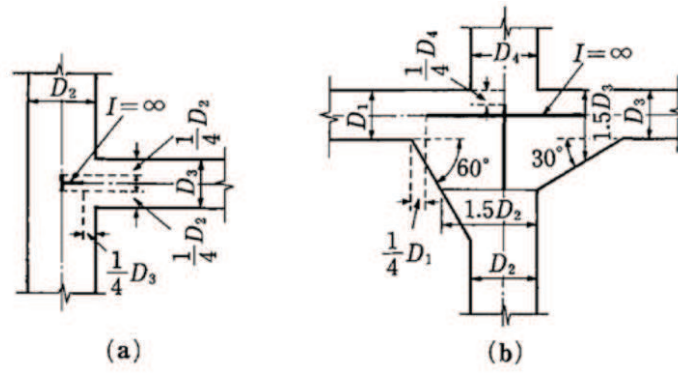 D₂
I=∞
1/4 D₂
D₃
1/4 D₂
1/4 D₃
(a)
1/4 D₄
D₄
I=∞
D₁
1.5D₃
D₃
60°
30°
1.5D₂
1/4 D₁
D₂
(b)